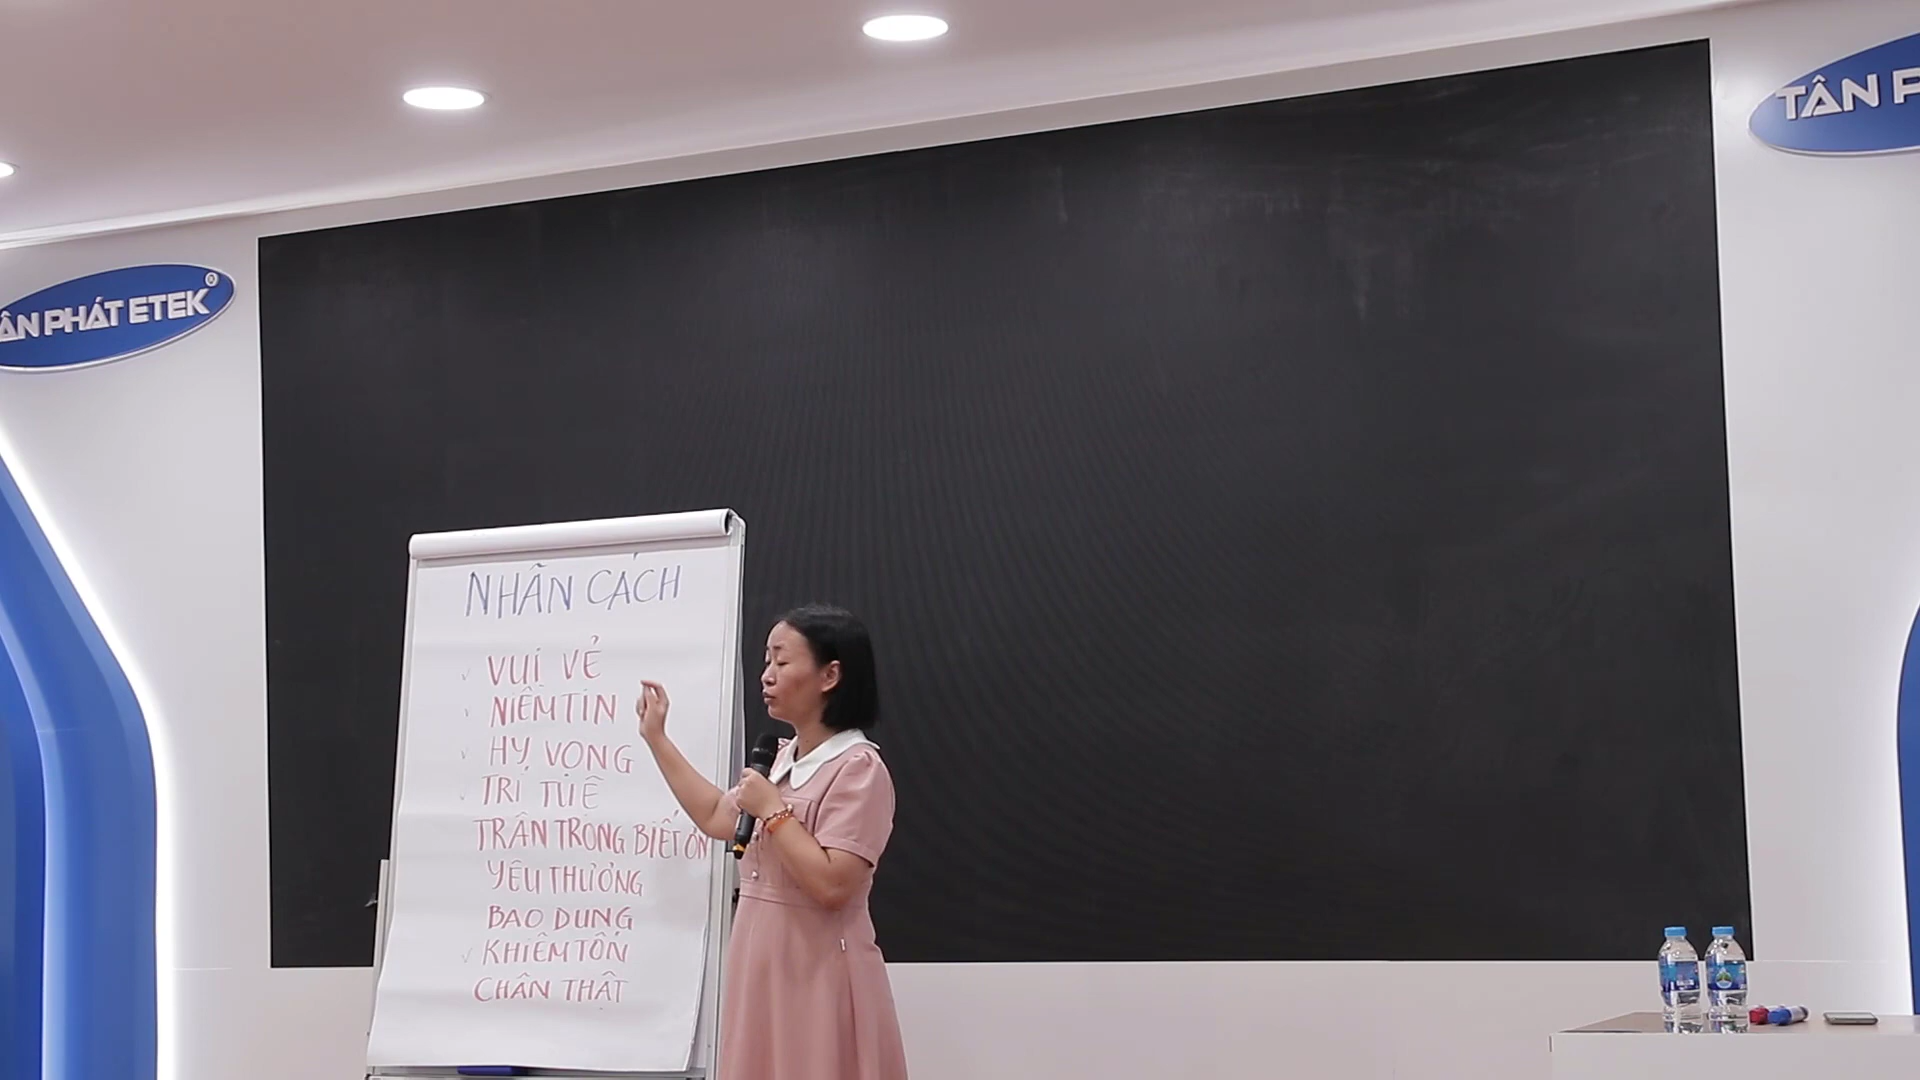 TÂN P
ÂN PHÁT ETEK®
NHÂN CÁCH
VUI VẺ
NIỀM TIN
HY VỌNG
TRÍ TUỆ
TRÂN TRỌNG BIẾT ƠN
YÊU THƯƠNG
BAO DUNG
KHIÊM TỐN
CHÂN THẬT